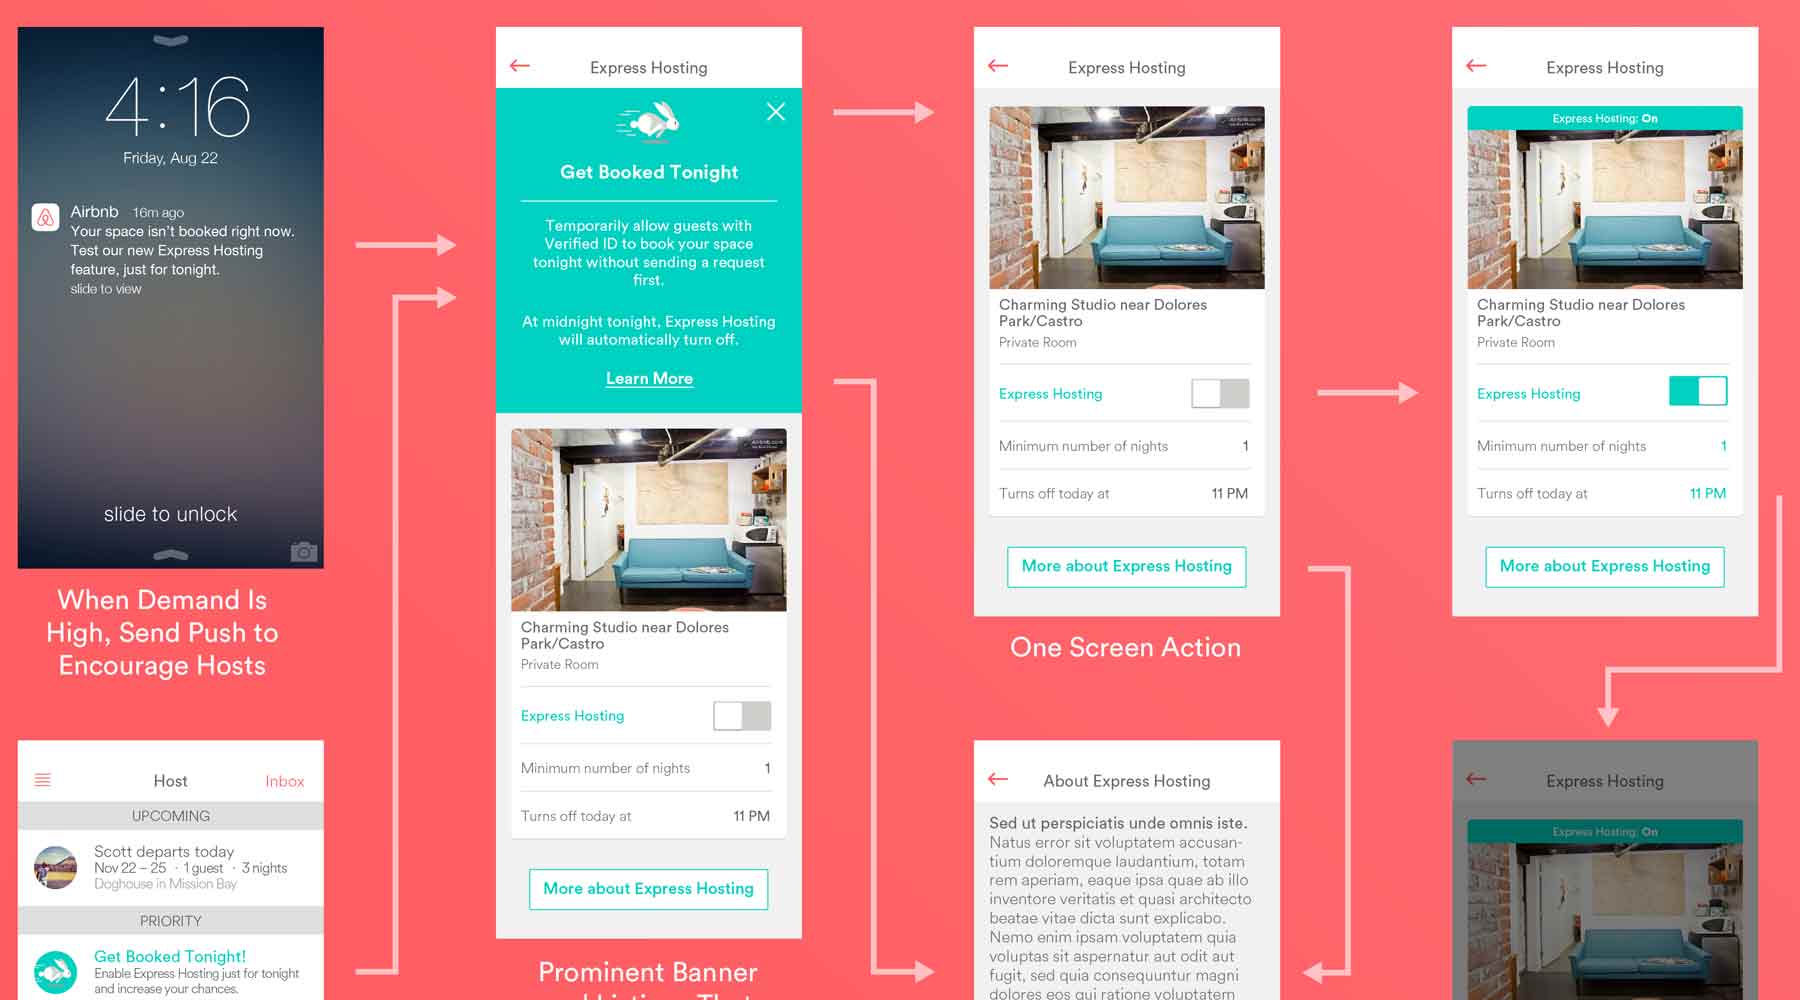 4:16
Friday, Aug 22
Airbnb 16m ago
Your space isn't booked right now.
Test our new Express Hosting
feature, just for tonight.
slide to view
slide to unlock
When Demand Is
High, Send Push to
Encourage Hosts
Host
Inbox
UPCOMING
Scott departs today
Nov 22 – 25 · 1 guest · 3 nights
Doghouse in Mission Bay
PRIORITY
Get Booked Tonight!
Enable Express Hosting just for tonight
and increase your chances.
Express Hosting
Get Booked Tonight
Temporarily allow guests with
Verified ID to book your space
tonight without sending a request
first.
At midnight tonight, Express Hosting
will automatically turn off.
Learn More
Airbnb.com
Charming Studio near Dolores
Park/Castro
Private Room
Express Hosting
Minimum number of nights 1
Turns off today at 11 PM
More about Express Hosting
Prominent Banner
Express Hosting
Airbnb.com
Charming Studio near Dolores
Park/Castro
Private Room
Express Hosting
Minimum number of nights 1
Turns off today at 11 PM
More about Express Hosting
One Screen Action
About Express Hosting
Sed ut perspiciatis unde omnis iste.
Natus error sit voluptatem accusan-
tium doloremque laudantium, totam
rem aperiam, eaque ipsa quae ab illo
inventore veritatis et quasi architecto
beatae vitae dicta sunt explicabo.
Nemo enim ipsam voluptatem quia
voluptas sit aspernatur aut odit aut
fugit, sed quia consequuntur magni
dolores eos qui ratione voluptatem
Express Hosting
Express Hosting: On
Charming Studio near Dolores
Park/Castro
Private Room
Express Hosting
Minimum number of nights 1
Turns off today at 11 PM
More about Express Hosting
Express Hosting
Express Hosting: On